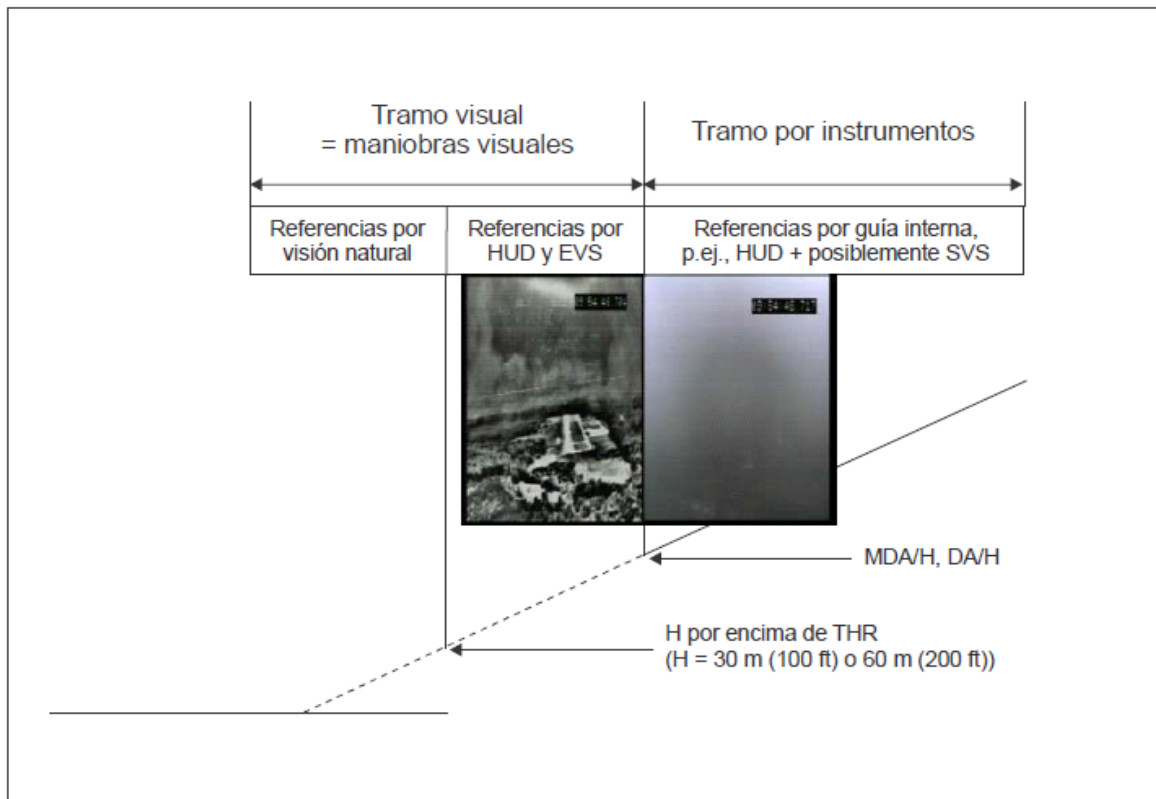 Tramo visual
= maniobras visuales
Tramo por instrumentos
Referencias por
visión natural
Referencias por
HUD y EVS
Referencias por guía interna,
p.ej., HUD + posiblemente SVS
MDA/H, DA/H
H por encima de THR
(H = 30 m (100 ft) o 60 m (200 ft))